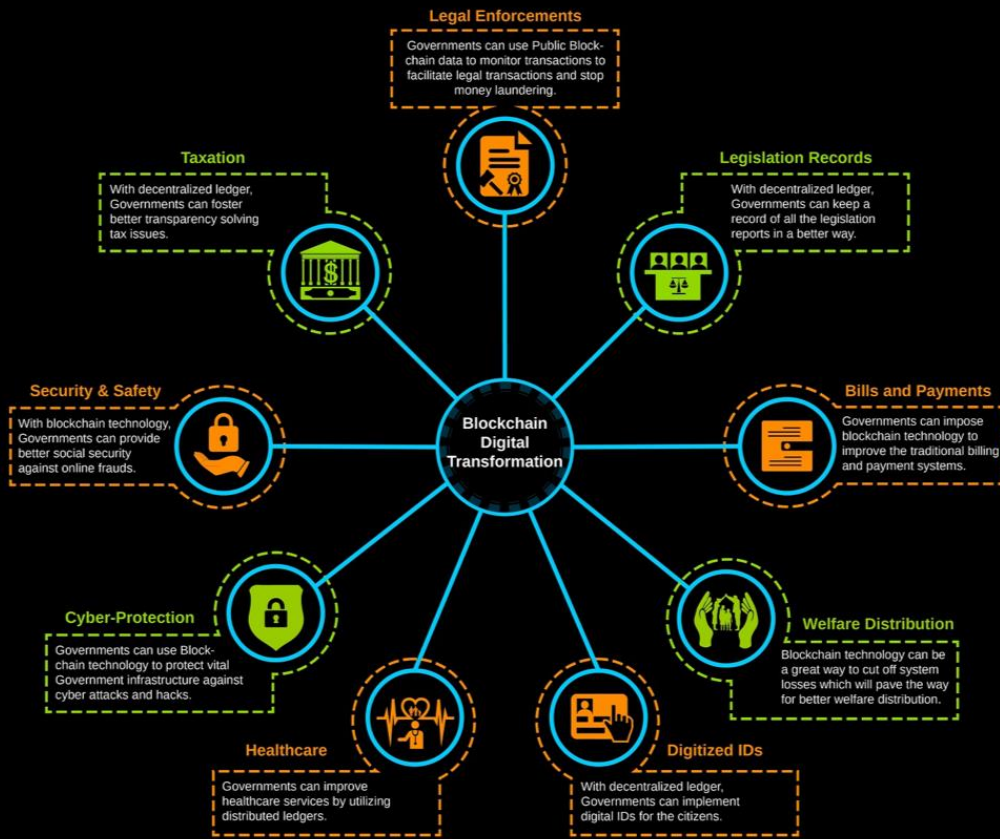 Legal Enforcements
Governments can use Public Block-
chain data to monitor transactions to
facilitate legal transactions and stop
money laundering.
Taxation
With decentralized ledger,
Governments can foster
better transparency solving
tax issues.
Legislation Records
With decentralized ledger,
Governments can keep a
record of all the legislation
reports in a better way.
Security & Safety
With blockchain technology,
Governments can provide
better social security
against online frauds.
Blockchain
Digital
Transformation
Bills and Payments
Governments can impose
blockchain technology to
improve the traditional billing
and payment systems.
Cyber-Protection
Governments can use Block-
chain technology to protect vital
Government infrastructure against
cyber attacks and hacks.
Welfare Distribution
Blockchain technology can be
a great way to cut off system
losses which will pave the way
for better welfare distribution.
Healthcare
Governments can improve
healthcare services by utilizing
distributed ledgers.
Digitized IDs
With decentralized ledger,
Governments can implement
digital IDs for the citizens.